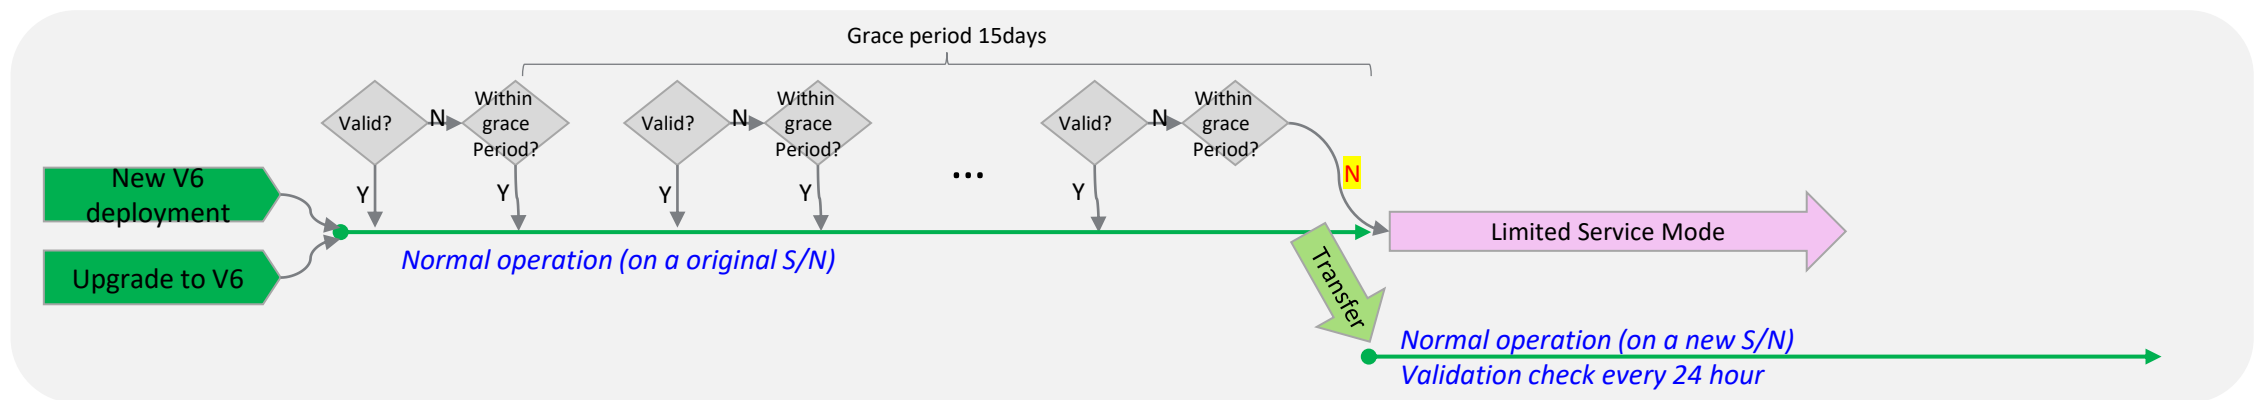 Grace period 15days
Valid?
N
Within
grace
Period?
Valid?
N
Within
grace
Period?
...
Valid?
N
Within
grace
Period?
Y
Y
Y
Y
Y
N
New V6
deployment
Upgrade to V6
Normal operation (on a original S/N)
Limited Service Mode
Transfer
Normal operation (on a new S/N)
Validation check every 24 hour